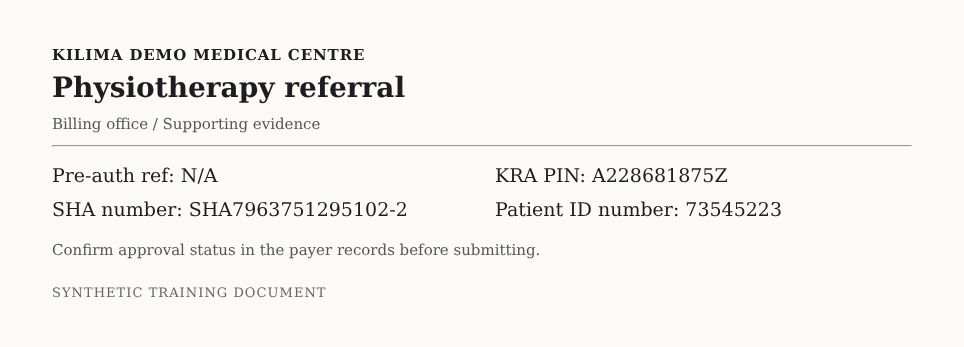 KILIMA DEMO MEDICAL CENTRE
Physiotherapy referral
Billing office / Supporting evidence
Pre-auth ref: N/A
KRA PIN: A228681875Z
SHA number: SHA7963751295102-2
Patient ID number: 73545223
Confirm approval status in the payer records before submitting.
SYNTHETIC TRAINING DOCUMENT